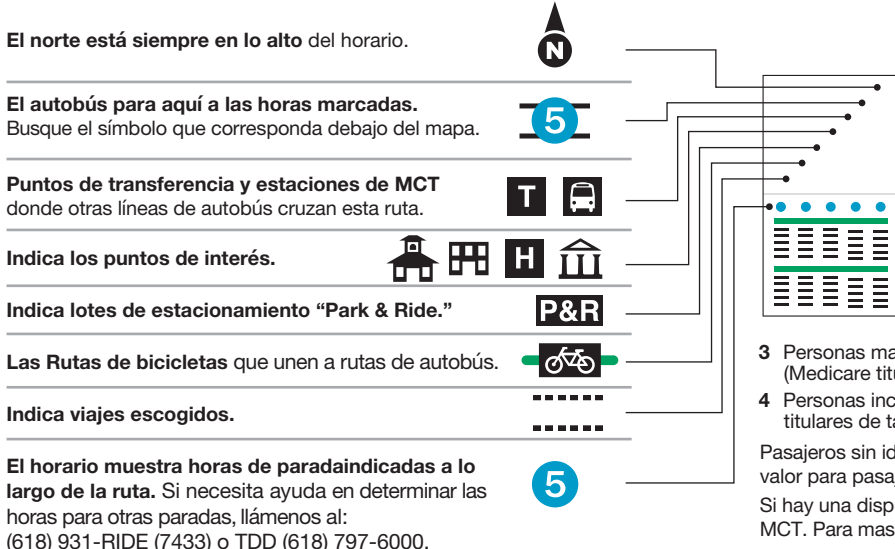 El norte está siempre en lo alto del horario.
N
El autobús para aquí a las horas marcadas.
Busque el símbolo que corresponda debajo del mapa.
5
Puntos de transferencia y estaciones de MCT
donde otras líneas de autobús cruzan esta ruta.
T
Indica los puntos de interés.
H
Indica lotes de estacionamiento “Park & Ride.”
P&R
Las Rutas de bicicletas que unen a rutas de autobús.
Indica viajes escogidos.
El horario muestra horas de paradaindicadas a lo
largo de la ruta. Si necesita ayuda en determinar las
horas para otras paradas, llámenos al:
(618) 931-RIDE (7433) o TDD (618) 797-6000.
5
3 Personas
(Medicare
4 Personas
titulares de
Pasajeros sin
valor para
Si hay una
MCT. Para mas